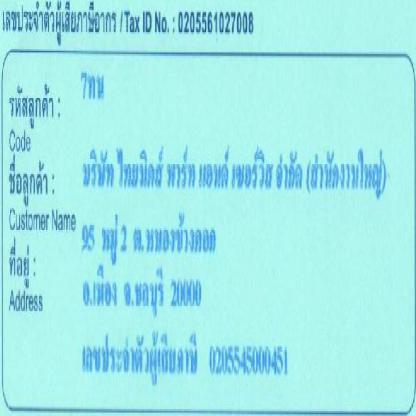 เลขประจำตัวผู้เสียภาษีอากร / Tax ID No. : 0205561027008
รหัสลูกค้า : 7ทน
Code
ชื่อลูกค้า : บริษัท ไทยมิตซึ พาร์ท แอนด์ เซอร์วิส จำกัด (สำนักงานใหญ่)
Customer Name
ที่อยู่ : 95 หมู่ 2 ต.หนองข้างคอก
Address อ.เมือง จ.ชลบุรี 20000
เลขประจำตัวผู้เสียภาษี 0205545000451